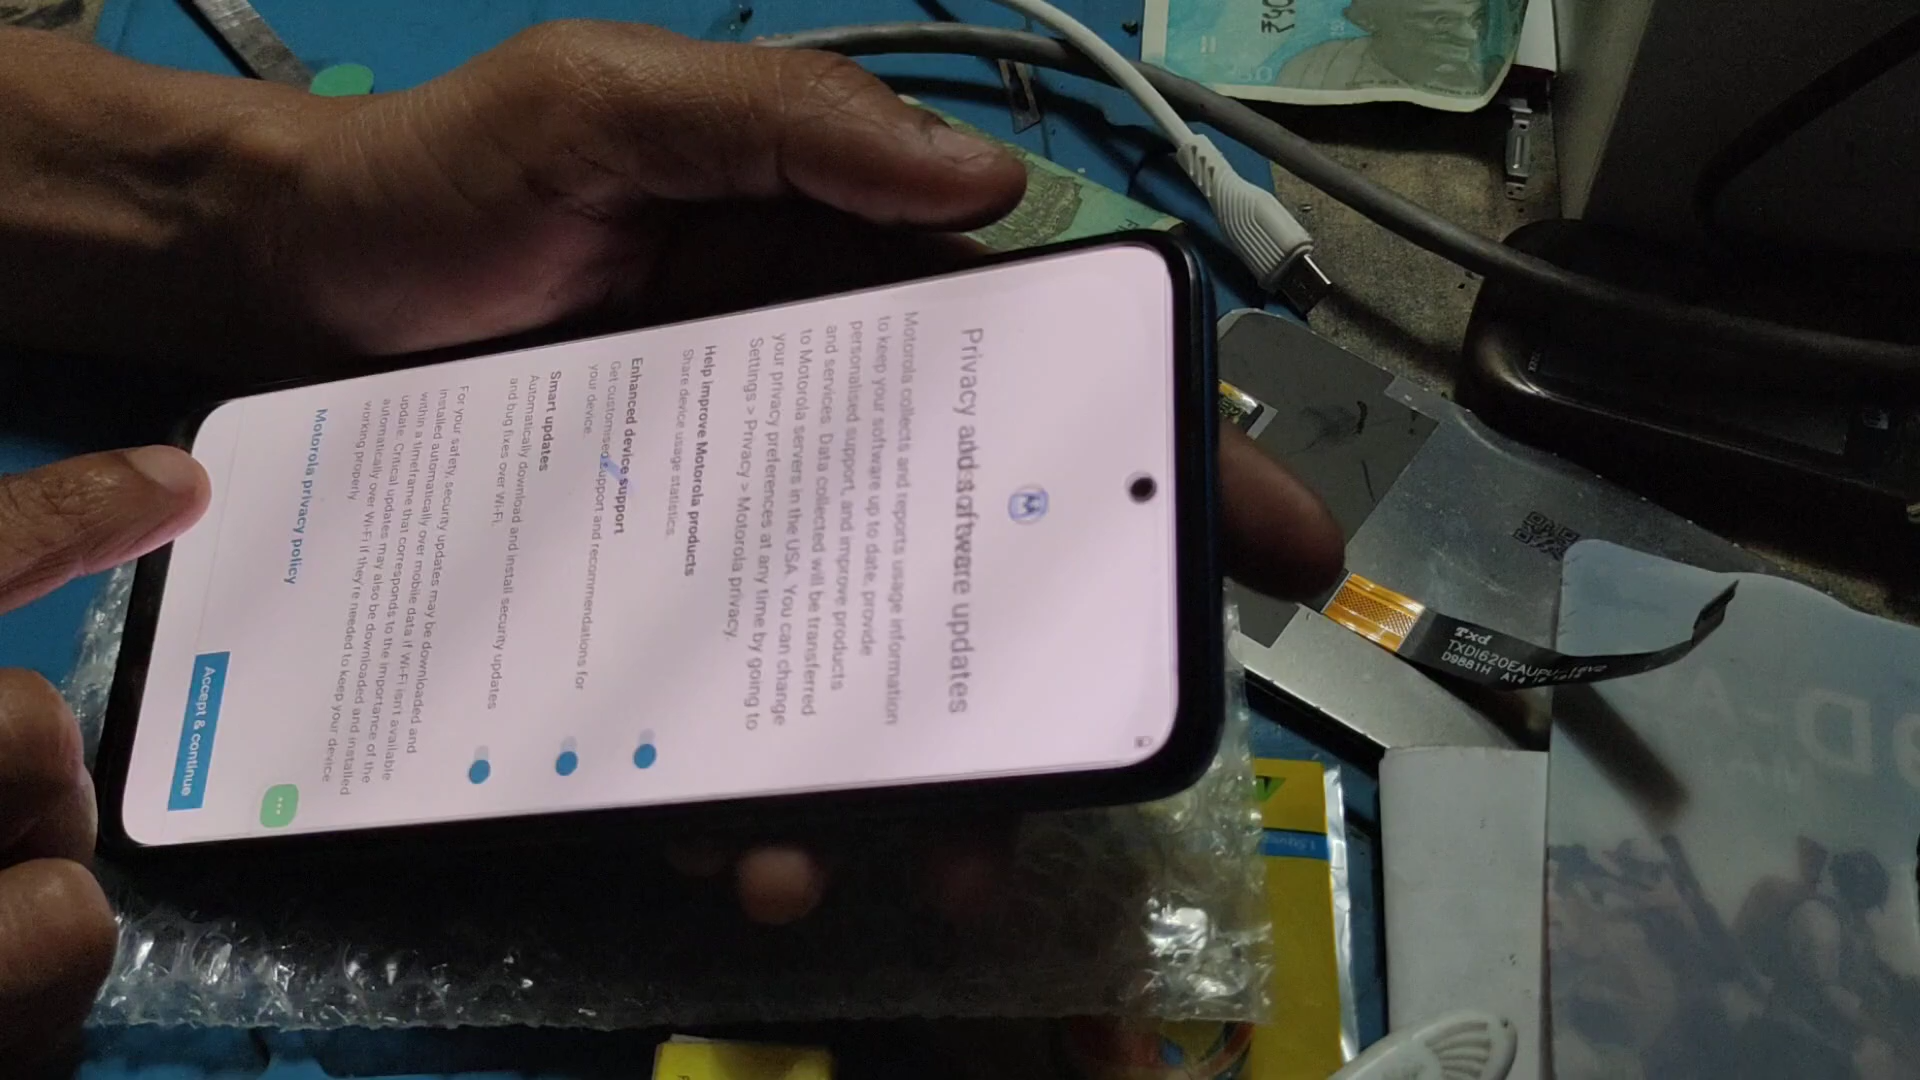 Privacy and software updates
Motorola collects and reports usage information
to keep your software up to date, provide
personalised support, and improve products
and services. Data collected will be transferred
to Motorola servers in the USA. You can change
your privacy preferences at any time by going to
Settings > Privacy > Motorola privacy.
Help improve Motorola products
Share device usage statistics.
Enhanced device support
Get customised support and recommendations for
your device.
Smart updates
Automatically download and install security updates
and bug fixes over Wi-Fi.
For your safety, security updates may be downloaded and
installed automatically over mobile data if Wi-Fi isn't available
within a timeframe that corresponds to the importance of the
update. Critical updates may also be downloaded and installed
automatically over Wi-Fi if they're needed to keep your device
working properly.
Motorola privacy policy
Accept & continue
Txd
D9881H A14